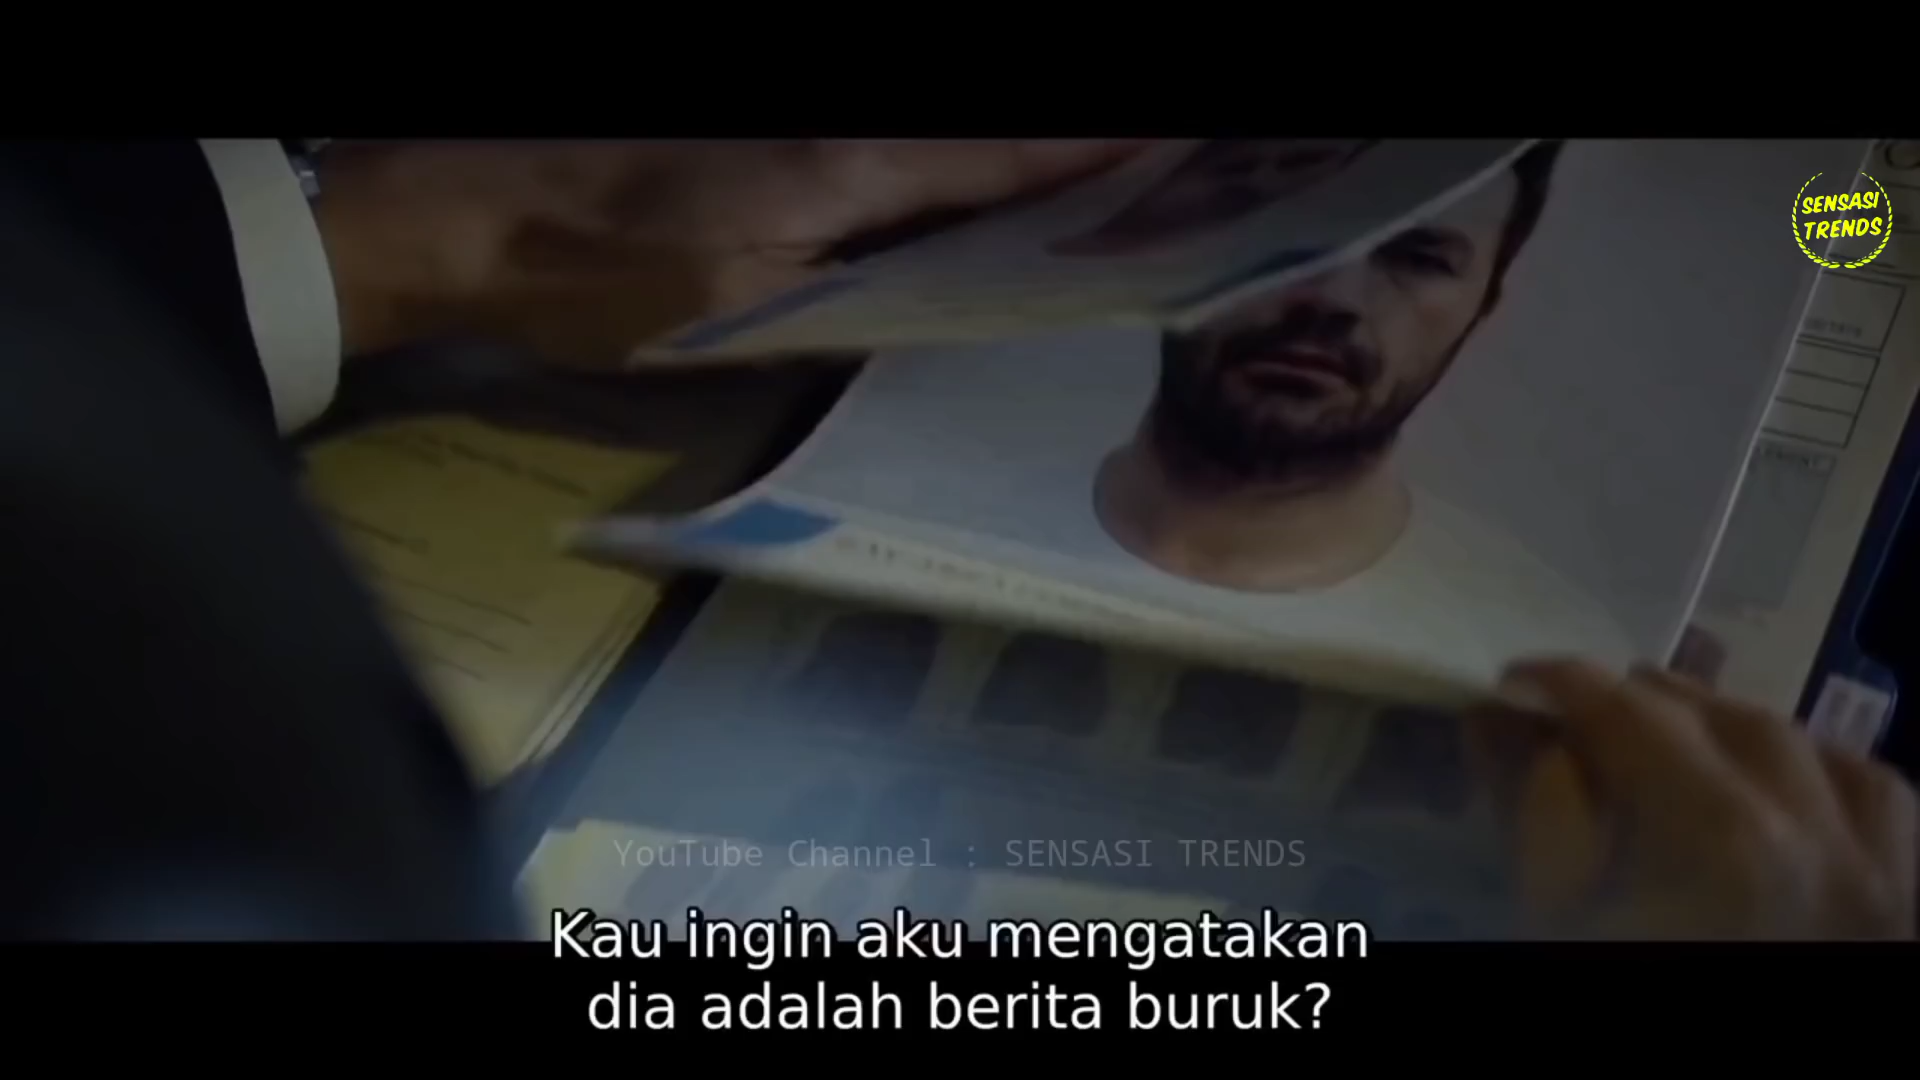 SENSASI
TRENDS
YouTube Channel : SENSASI TRENDS
Kau ingin aku mengatakan
dia adalah berita buruk?